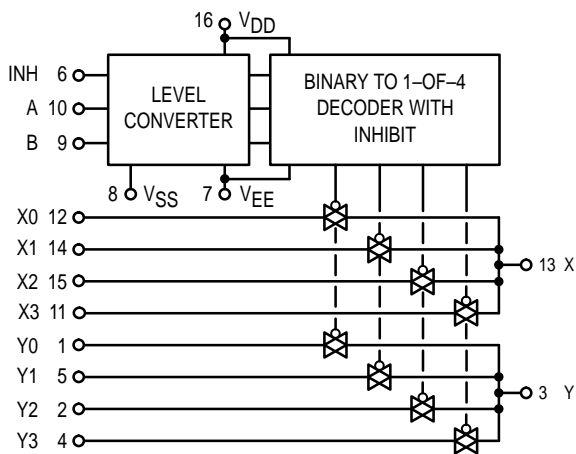 16 VDD
INH 6
A 10
B 9
LEVEL
CONVERTER
BINARY TO 1–OF–4
DECODER WITH
INHIBIT
8 VSS
7 VEE
X0 12
X1 14
X2 15
X3 11
13 X
Y0 1
Y1 5
Y2 2
Y3 4
3 Y